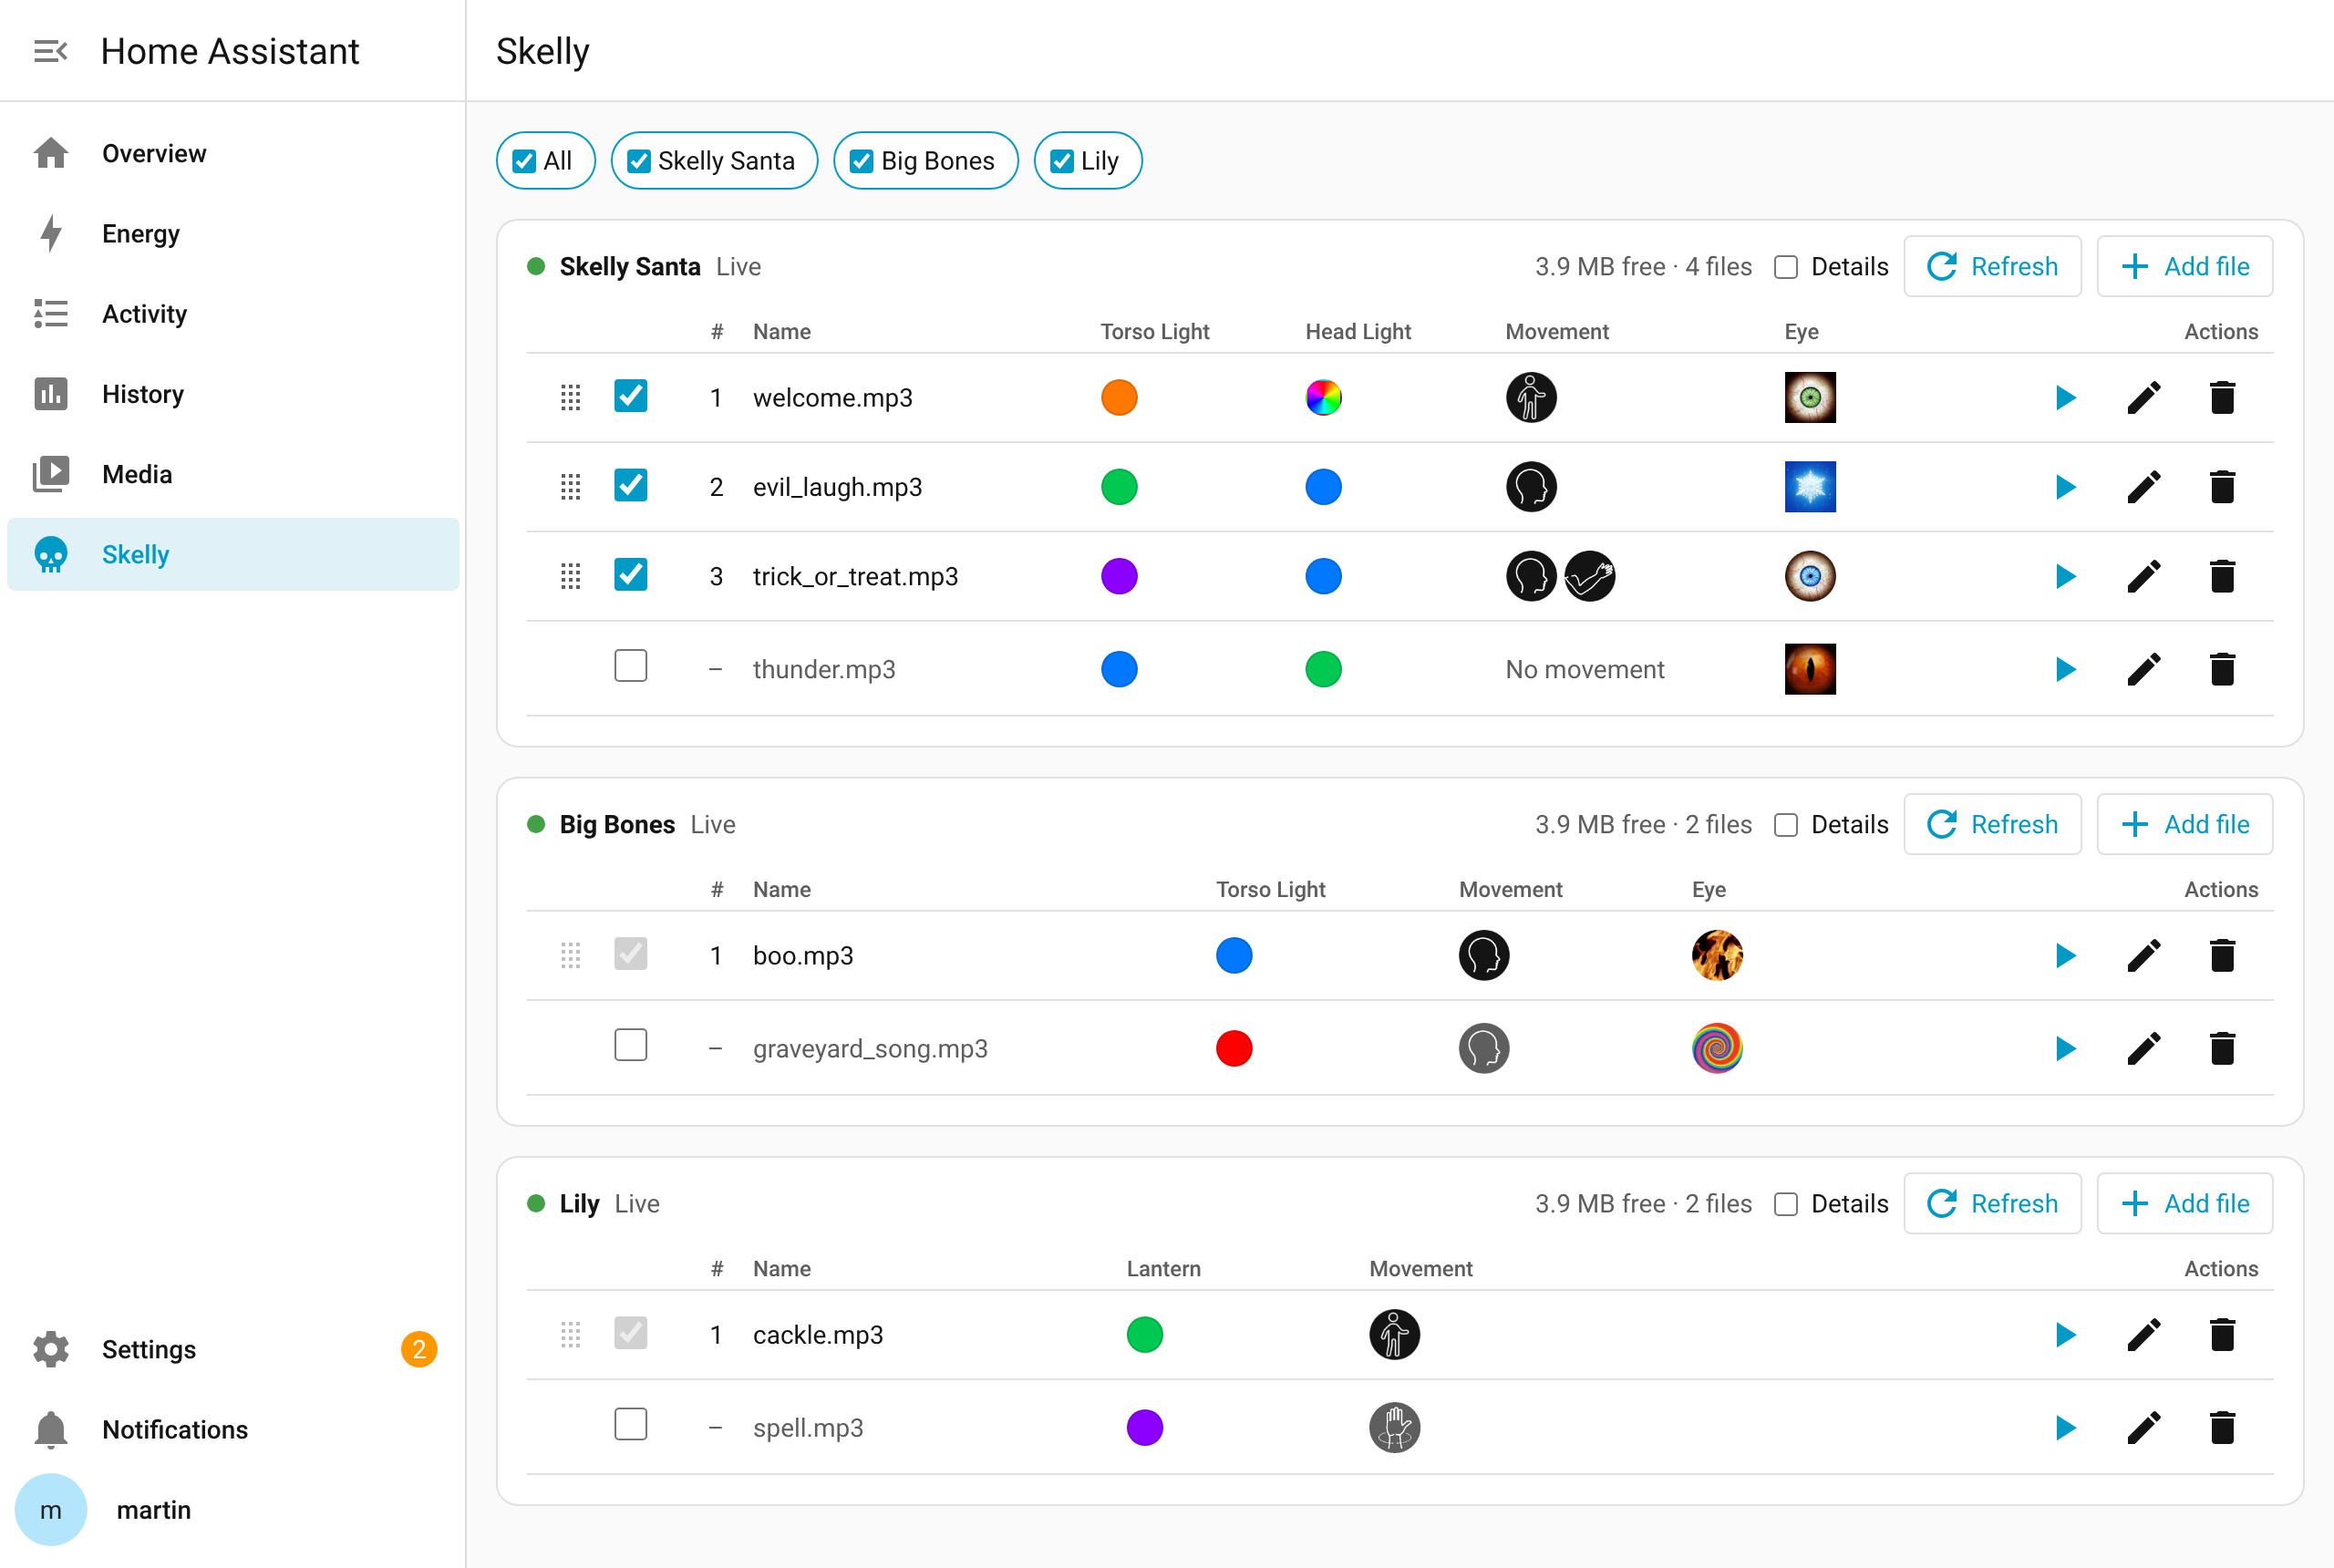 Home Assistant
Overview
Energy
Activity
History
Media
Skelly
Settings 2
Notifications
m martin
Skelly
All Skelly Santa Big Bones Lily
Skelly Santa Live 3.9 MB free · 4 files Details Refresh Add file
# Name Torso Light Head Light Movement Eye Actions
1 welcome.mp3
2 evil_laugh.mp3
3 trick_or_treat.mp3
– thunder.mp3 No movement
Big Bones Live 3.9 MB free · 2 files Details Refresh Add file
# Name Torso Light Movement Eye Actions
1 boo.mp3
– graveyard_song.mp3
Lily Live 3.9 MB free · 2 files Details Refresh Add file
# Name Lantern Movement Actions
1 cackle.mp3
– spell.mp3